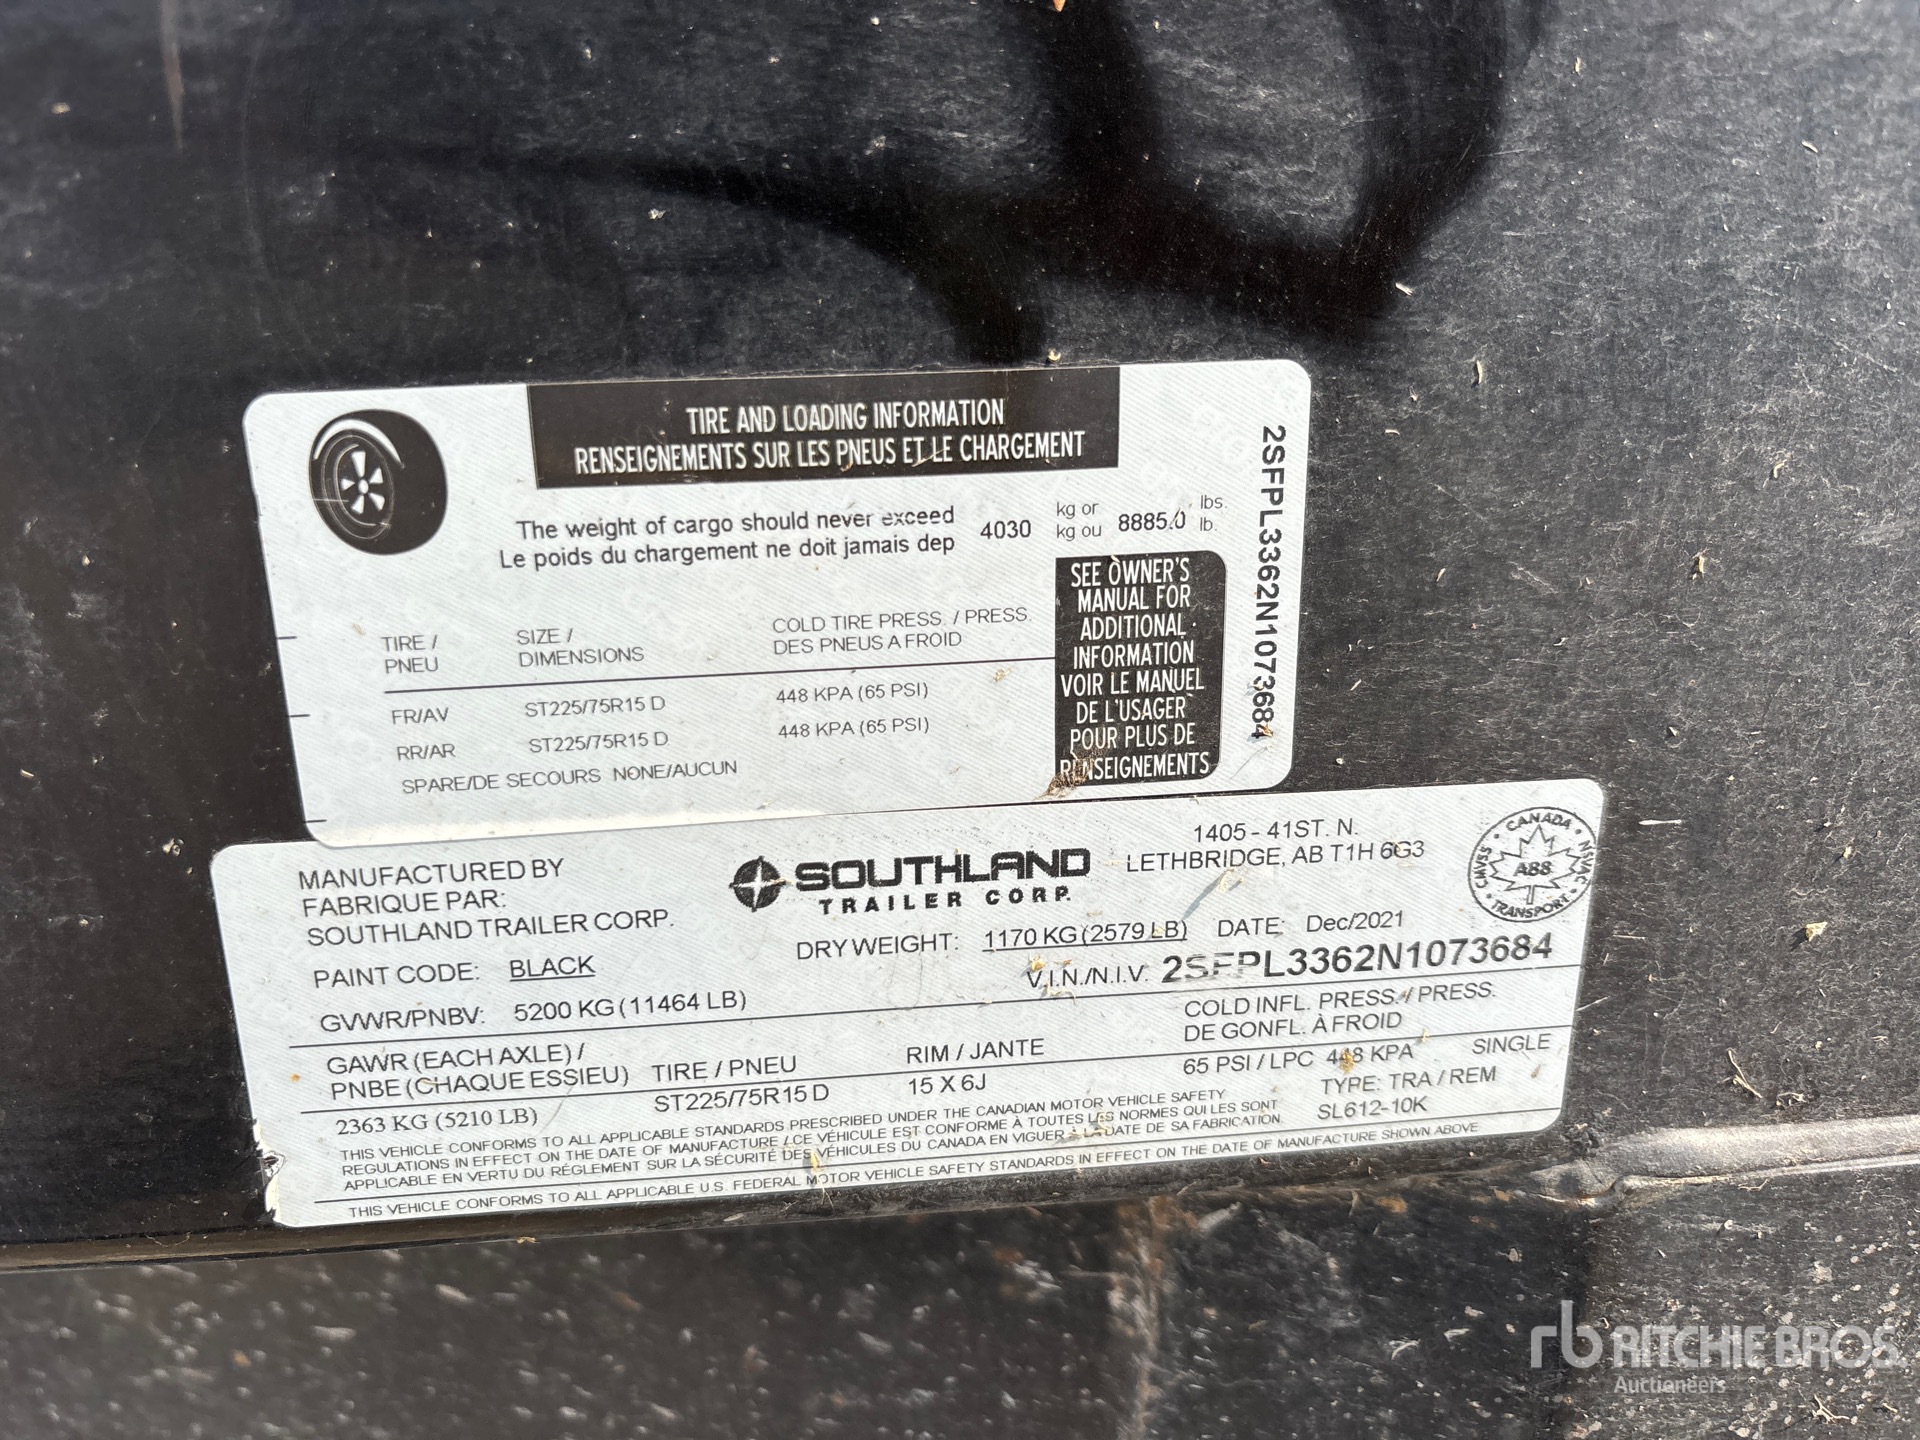 TIRE AND LOADING INFORMATION
RENSEIGNEMENTS SUR LES PNEUS ET LE CHARGEMENT
The weight of cargo should never exceed 4030 kg or 8885.0 lbs.
Le poids du chargement ne doit jamais dep kg ou lb.
TIRE / PNEU
SIZE / DIMENSIONS
COLD TIRE PRESS. / PRESS. DES PNEUS A FROID
FR/AV ST225/75R15 D 448 KPA (65 PSI)
RR/AR ST225/75R15 D 448 KPA (65 PSI)
SPARE/DE SECOURS NONE/AUCUN
SEE OWNER'S
MANUAL FOR
ADDITIONAL
INFORMATION
VOIR LE MANUEL
DE L'USAGER
POUR PLUS DE
RENSEIGNEMENTS
2SFPL3362N1073684
MANUFACTURED BY
FABRIQUE PAR:
SOUTHLAND TRAILER CORP.
SOUTHLAND
TRAILER CORP.
1405 - 41ST. N.
LETHBRIDGE, AB T1H 6G3
CANADA
CMVSS
A88
NSVAC
TRANSPORT
PAINT CODE: BLACK
DRY WEIGHT: 1170 KG (2579 LB) DATE: Dec/2021
GVWR/PNBV: 5200 KG (11464 LB)
V.I.N./N.I.V. 2SFPL3362N1073684
GAWR (EACH AXLE) /
PNBE (CHAQUE ESSIEU)
TIRE / PNEU
RIM / JANTE
COLD INFL. PRESS. / PRESS.
DE GONFL. À FROID
2363 KG (5210 LB) ST225/75R15 D 15 X 6J 65 PSI / LPC 448 KPA SINGLE
TYPE: TRA / REM
SL612-10K
THIS VEHICLE CONFORMS TO ALL APPLICABLE STANDARDS PRESCRIBED UNDER THE CANADIAN MOTOR VEHICLE SAFETY
REGULATIONS IN EFFECT ON THE DATE OF MANUFACTURE / CE VÉHICULE EST CONFORME À TOUTES LES NORMES QUI LES SONT
APPLICABLE EN VERTU DU RÈGLEMENT SUR LA SÉCURITÉ DES VÉHICULES DU CANADA EN VIGUER À LA DATE DE SA FABRICATION.
THIS VEHICLE CONFORMS TO ALL APPLICABLE U.S. FEDERAL MOTOR VEHICLE SAFETY STANDARDS IN EFFECT ON THE DATE OF MANUFACTURE SHOWN ABOVE
rb RITCHIE BROS.
Auctioneers